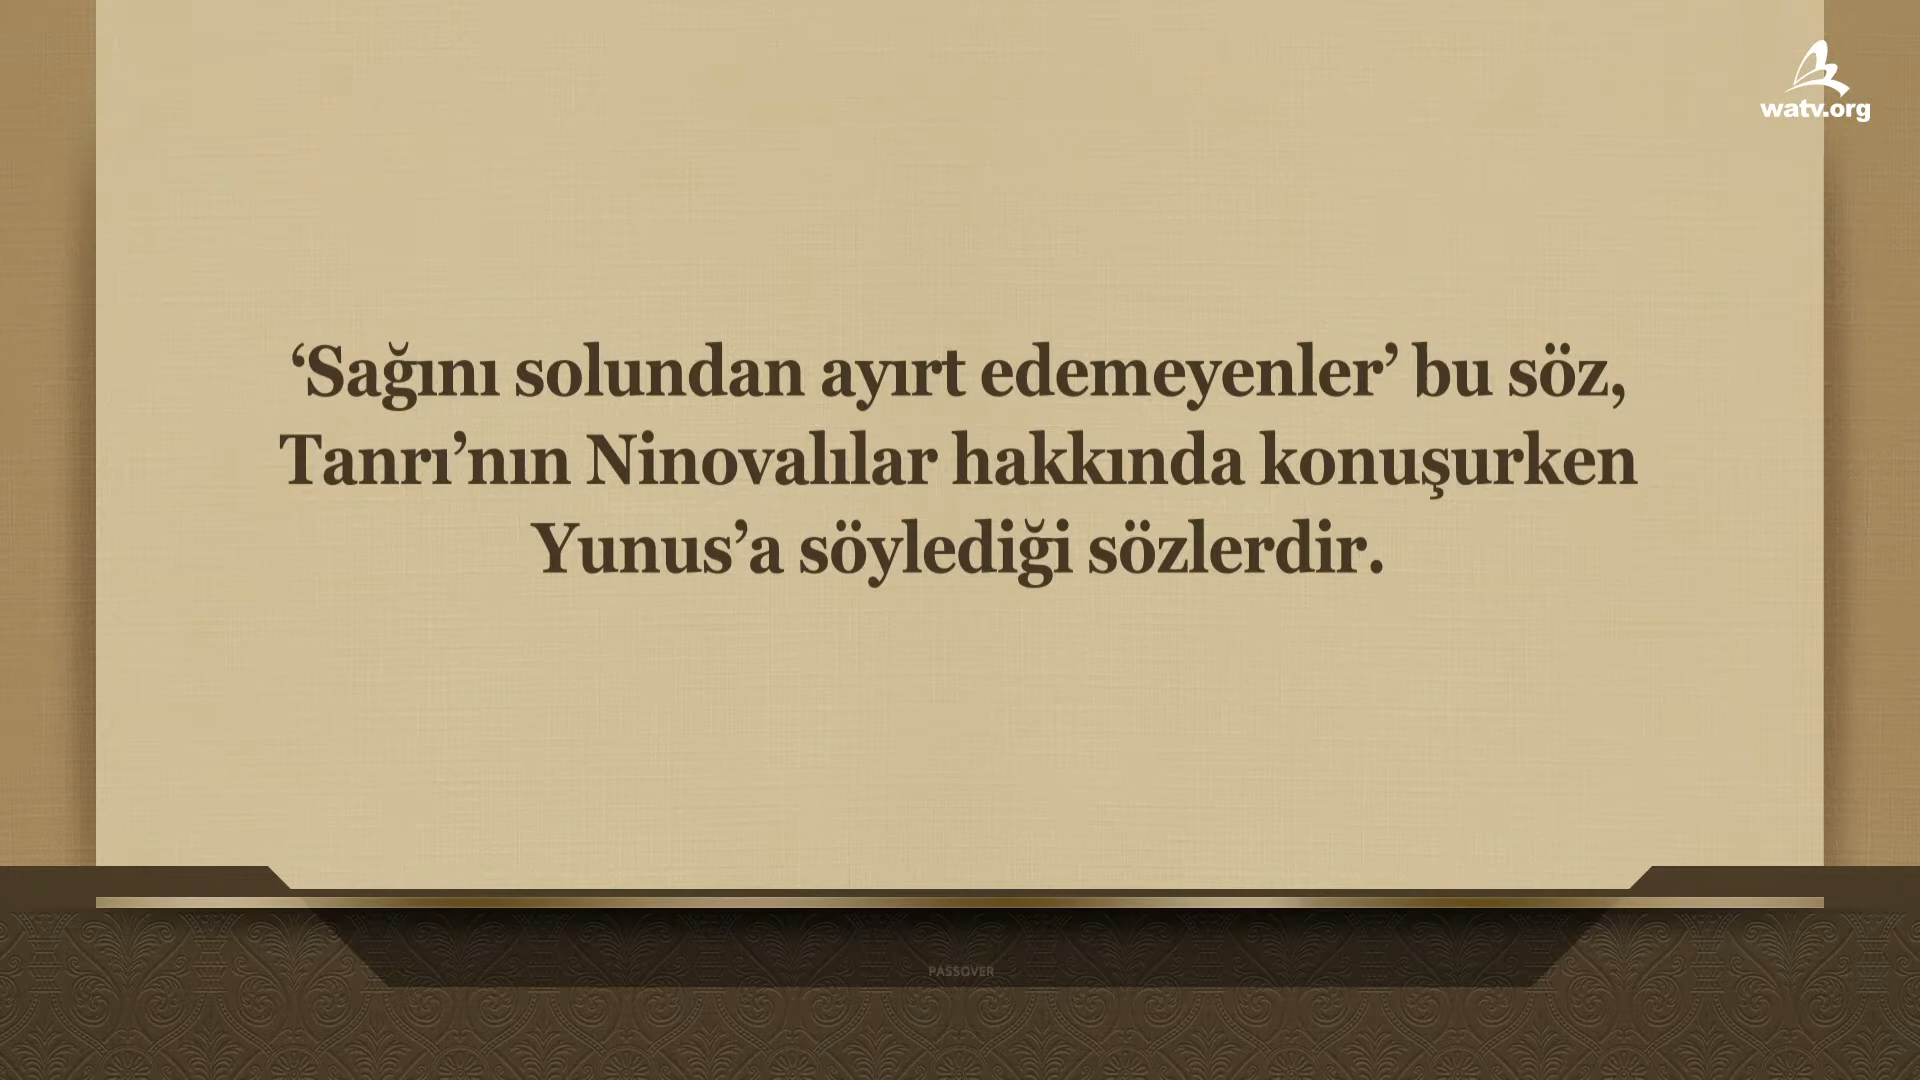 watv.org
‘Sağını solundan ayırt edemeyenler’ bu söz,
Tanrı’nın Ninovalılar hakkında konuşurken
Yunus’a söylediği sözlerdir.
PASSOVER